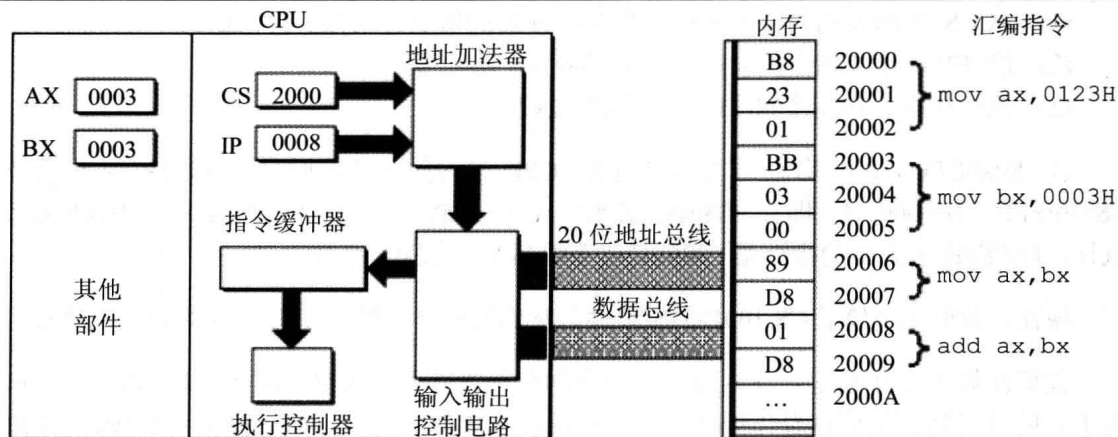 CPU
内存
汇编指令
地址加法器
AX 0003
BX 0003
CS 2000
IP 0008
其他
部件
指令缓冲器
执行控制器
输入输出
控制电路
20 位地址总线
数据总线
B8 20000
23 20001 mov ax,0123H
01 20002
BB 20003
03 20004 mov bx,0003H
00 20005
89 20006
mov ax,bx
D8 20007
01 20008
add ax,bx
D8 20009
… 2000A